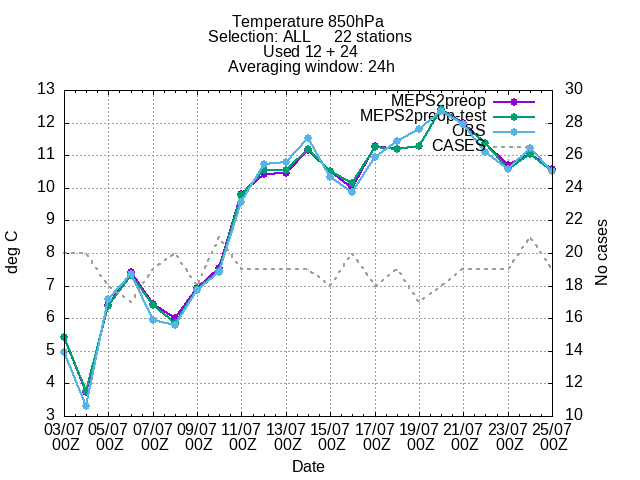 Temperature 850hPa
Selection: ALL 22 stations
Used 12 + 24
Averaging window: 24h
13 30
MEPS2preop
12 28
MEPS2preop_test
OBS
CASES
11 26
10 24
9 22
8 20
7 18
6 16
5 14
4 12
3 10
deg C
No cases
03/07 05/07 07/07 09/07 11/07 13/07 15/07 17/07 19/07 21/07 23/07 25/07
00Z 00Z 00Z 00Z 00Z 00Z 00Z 00Z 00Z 00Z 00Z 00Z
Date